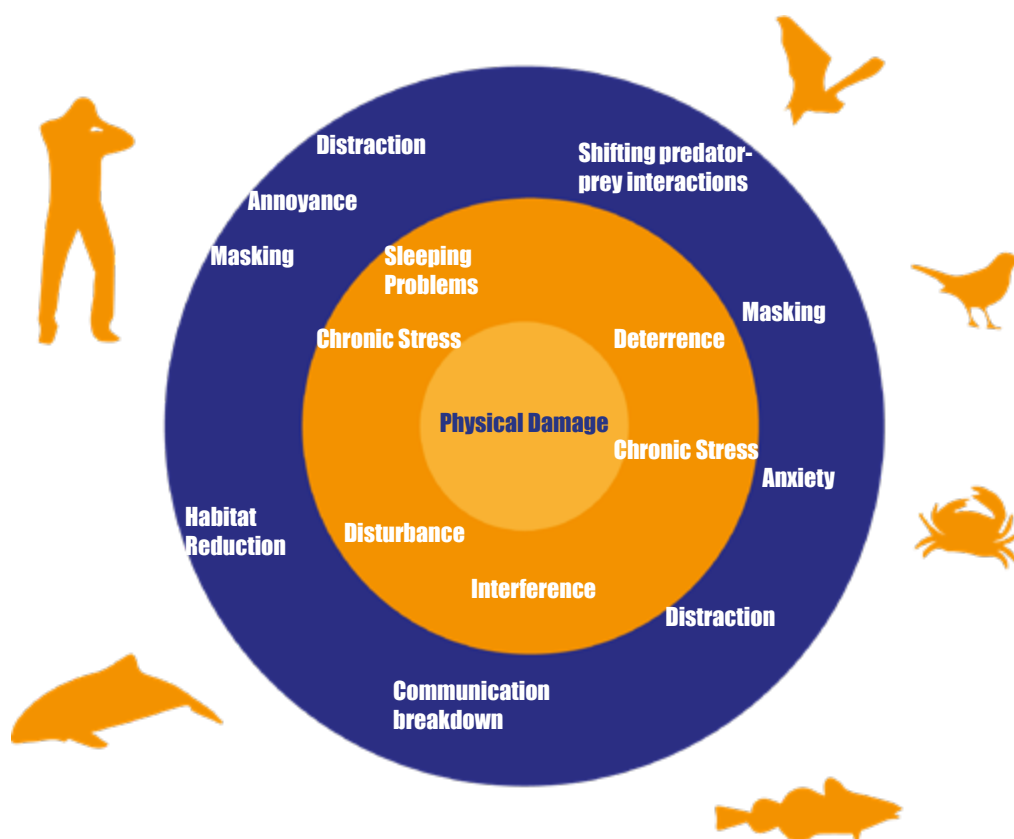 Distraction
Shifting predator-
prey interactions
Annoyance
Masking
Sleeping
Problems
Masking
Chronic Stress
Deterrence
Physical Damage
Chronic Stress
Anxiety
Habitat
Reduction
Disturbance
Interference
Distraction
Communication
breakdown